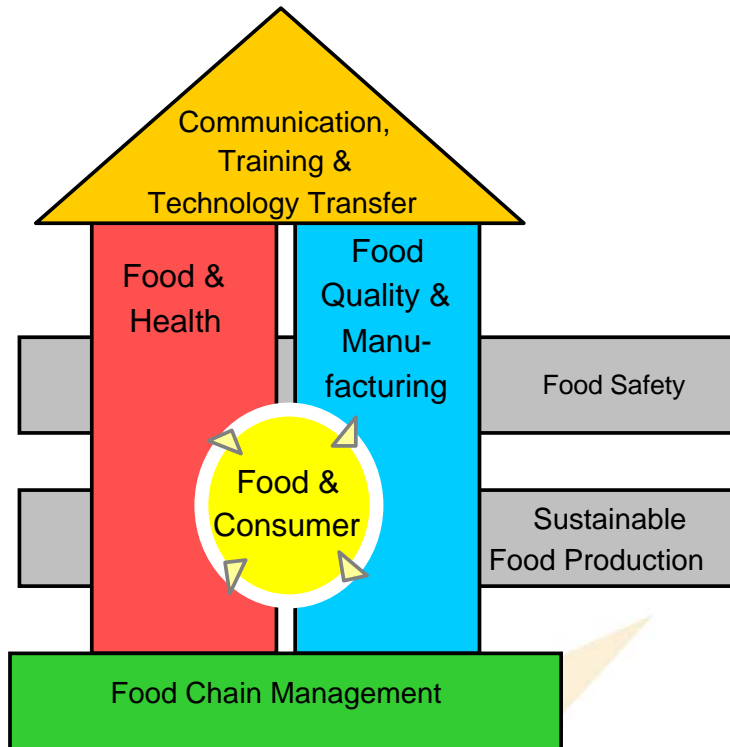 Communication,
Training &
Technology Transfer
Food &
Health
Food
Quality &
Manu-
facturing
Food Safety
Food &
Consumer
Sustainable
Food Production
Food Chain Management